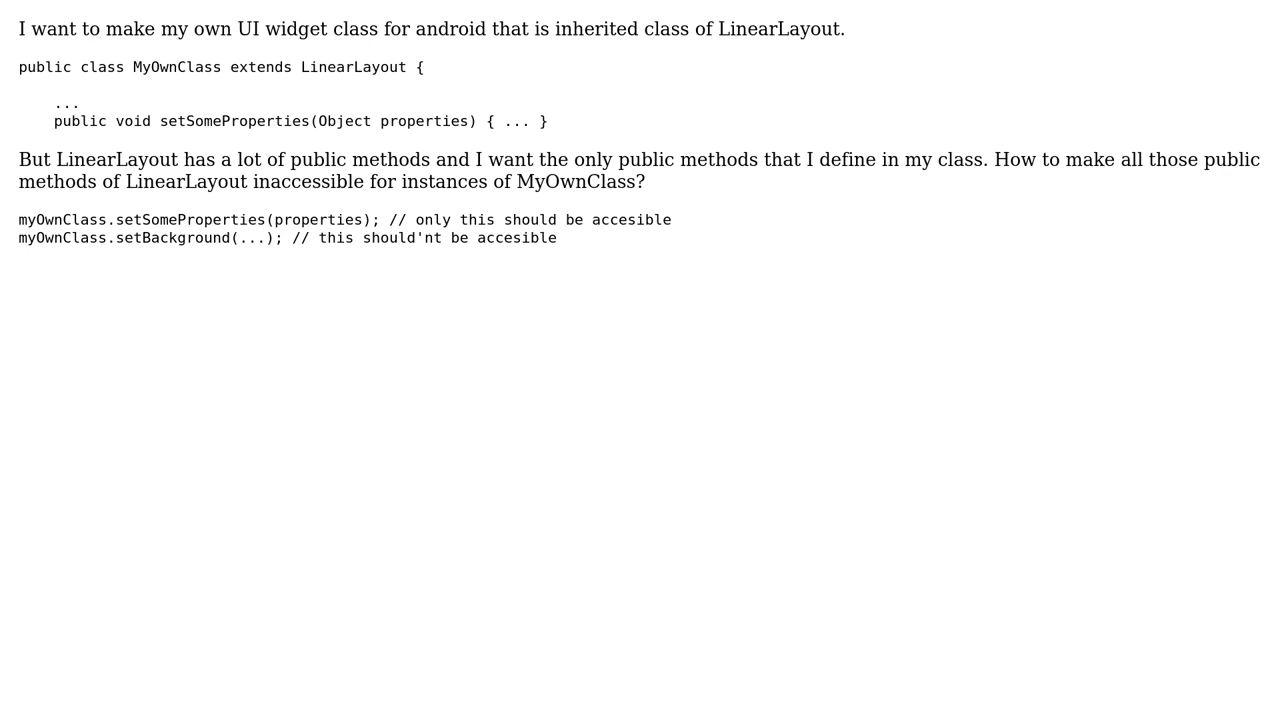 I want to make my own UI widget class for android that is inherited class of LinearLayout.
public class MyOwnClass extends LinearLayout {
    ...
    public void setSomeProperties(Object properties) { ... }
But LinearLayout has a lot of public methods and I want the only public methods that I define in my class. How to make all those public
methods of LinearLayout inaccessible for instances of MyOwnClass?
myOwnClass.setSomeProperties(properties); // only this should be accesible
myOwnClass.setBackground(...); // this should'nt be accesible